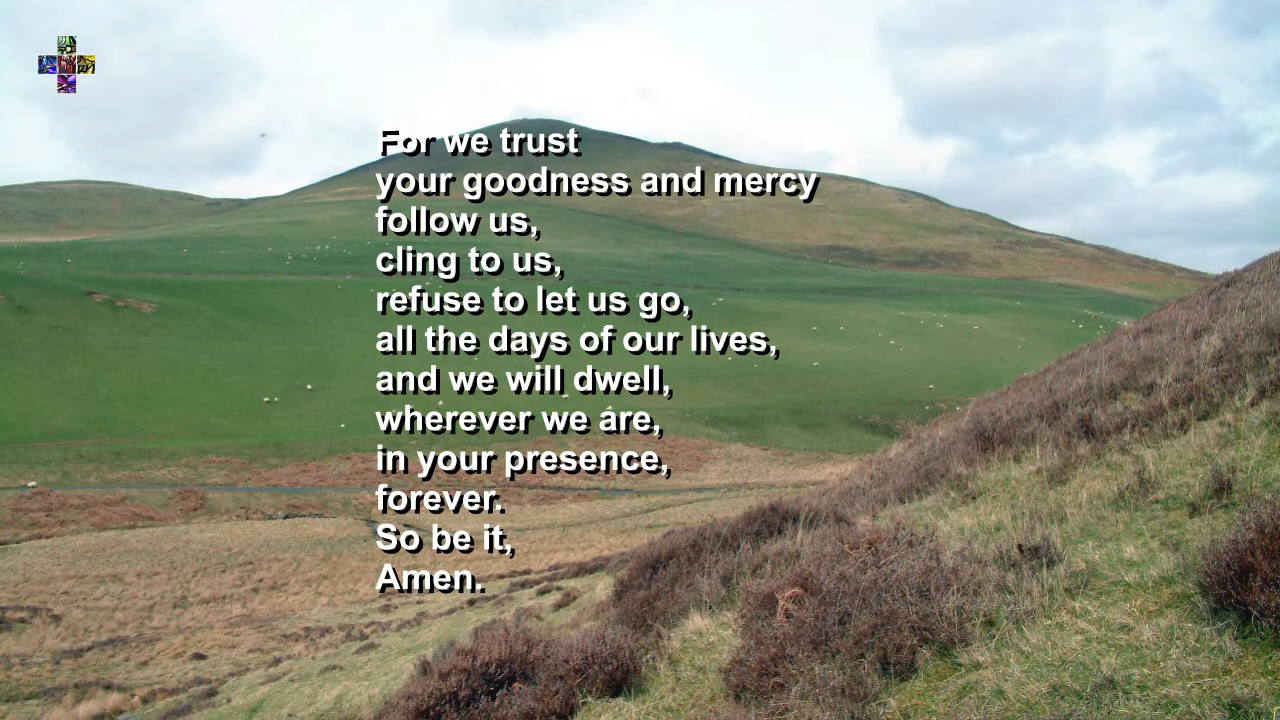 For we trust
your goodness and mercy
follow us,
cling to us,
refuse to let us go,
all the days of our lives,
and we will dwell,
wherever we are,
in your presence,
forever.
So be it,
Amen.